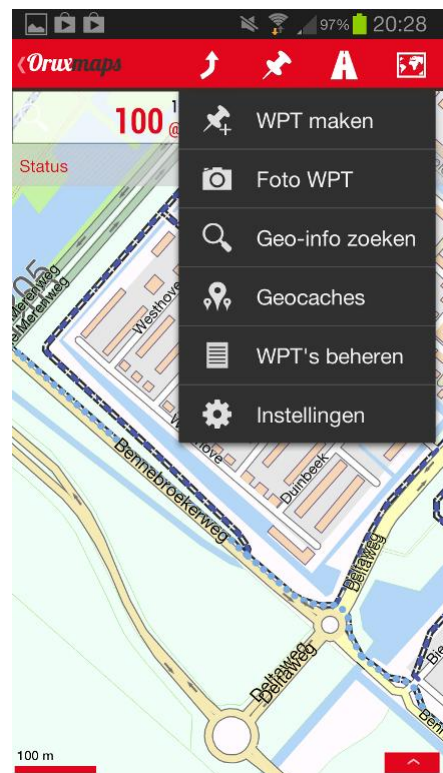 97% 20:28
Oruxmaps
100
Status
WPT maken
Foto WPT
Geo-info zoeken
Geocaches
WPT's beheren
Instellingen
Westhove
Duinbeek
Bennebroekerweg
Deltaweg
Deltaweg
Deltaweg
Deltaweg
100 m